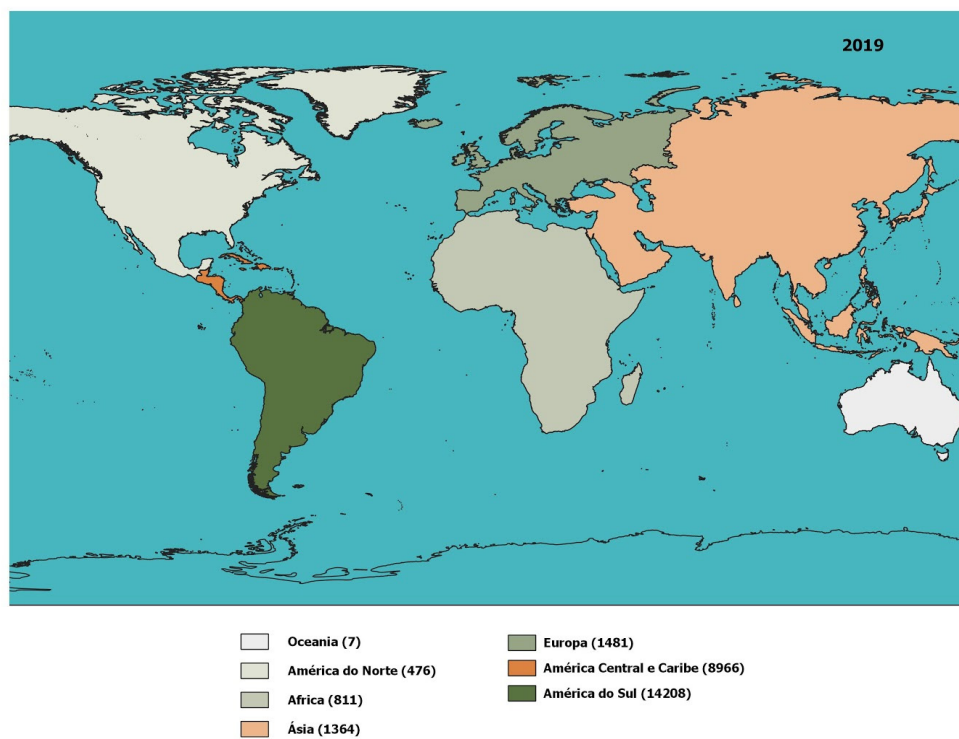 2019
Oceania (7)
América do Norte (476)
Africa (811)
Ásia (1364)
Europa (1481)
América Central e Caribe (8966)
América do Sul (14208)